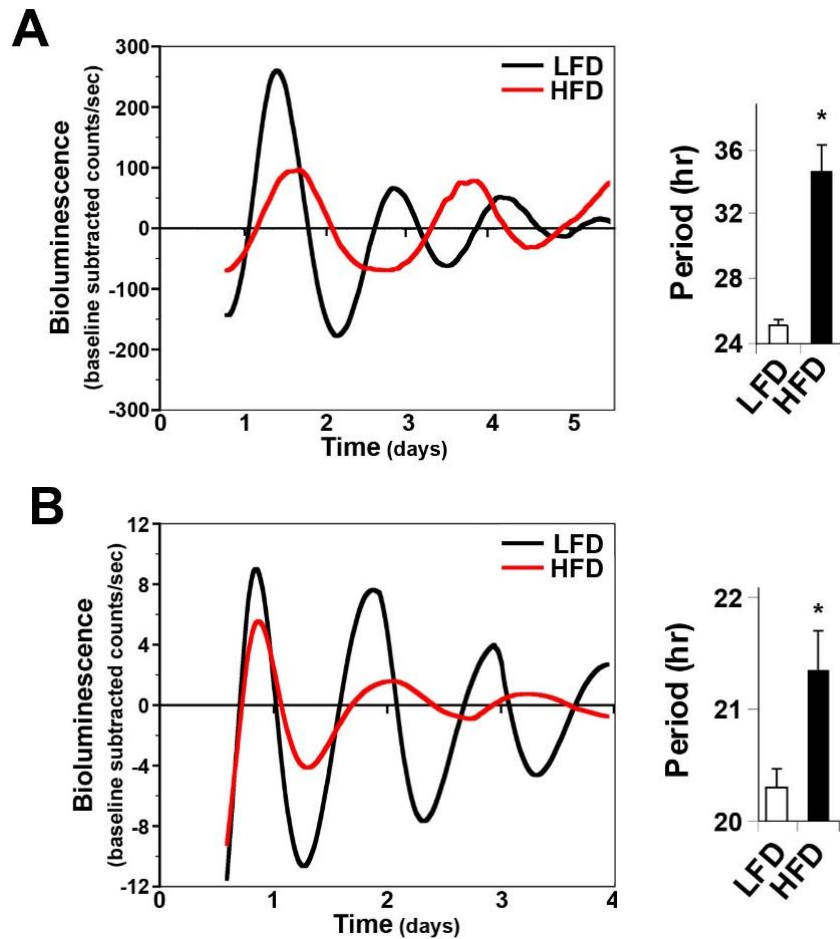 A
Bioluminescence
(baseline subtracted counts/sec)
300
200
100
0
-100
-200
-300
LFD
HFD
0 1 2 3 4 5
Time (days)
Period (hr)
36
32
28
24
*
LFD
HFD
B
Bioluminescence
(baseline subtracted counts/sec)
12
8
4
0
-4
-8
-12
LFD
HFD
0 1 2 3 4
Time (days)
Period (hr)
22
21
20
*
LFD
HFD